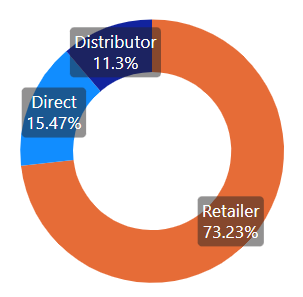 Distributor
11.3%
Direct
15.47%
Retailer
73.23%